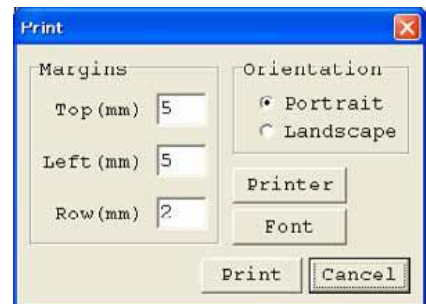 Print
Margins
Top(mm) 5
Left(mm) 5
Row(mm) 2
Orientation
Portrait
Landscape
Printer
Font
Print Cancel